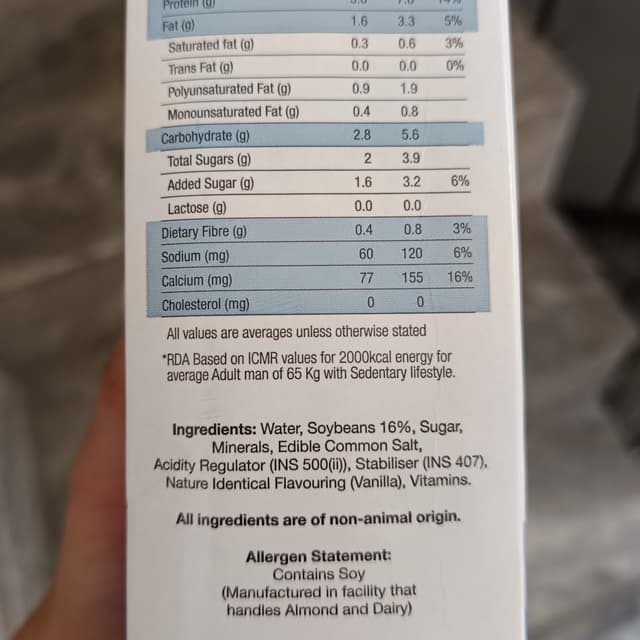 Protein (g)
Fat (g) 1.6 3.3 5%
Saturated fat (g) 0.3 0.6 3%
Trans Fat (g) 0.0 0.0 0%
Polyunsaturated Fat (g) 0.9 1.9
Monounsaturated Fat (g) 0.4 0.8
Carbohydrate (g) 2.8 5.6
Total Sugars (g) 2 3.9
Added Sugar (g) 1.6 3.2 6%
Lactose (g) 0.0 0.0
Dietary Fibre (g) 0.4 0.8 3%
Sodium (mg) 60 120 6%
Calcium (mg) 77 155 16%
Cholesterol (mg) 0 0
All values are averages unless otherwise stated
*RDA Based on ICMR values for 2000kcal energy for
average Adult man of 65 Kg with Sedentary lifestyle.
Ingredients: Water, Soybeans 16%, Sugar,
Minerals, Edible Common Salt,
Acidity Regulator (INS 500(ii)), Stabiliser (INS 407),
Nature Identical Flavouring (Vanilla), Vitamins.
All ingredients are of non-animal origin.
Allergen Statement:
Contains Soy
(Manufactured in facility that
handles Almond and Dairy)